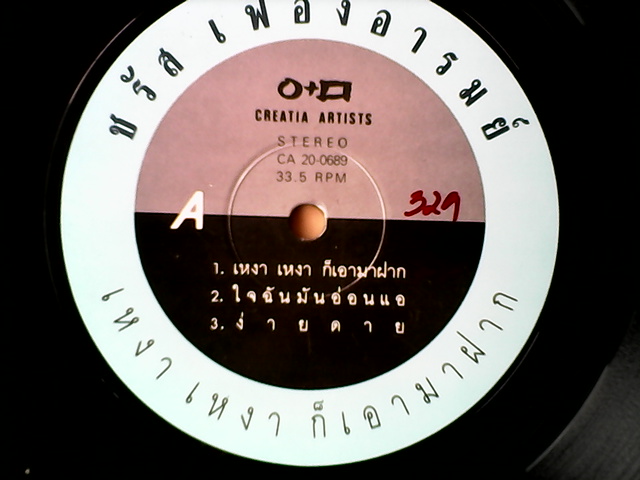 ชรัส เฟื่องอารมย์
CREATIA ARTISTS
STEREO
CA 20-0689
33.5 RPM
A
329
1. เหงา เหงา ก็เอามาฝาก
2. ใจฉันมันอ่อนแอ
3. ง่ายดาย
เหงา เหงา ก็เอามาฝาก